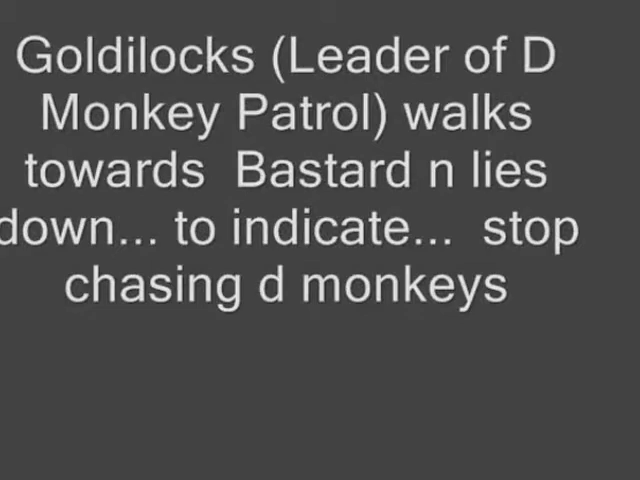 Goldilocks (Leader of D
Monkey Patrol) walks
towards  Bastard n lies
down... to indicate...  stop
chasing d monkeys